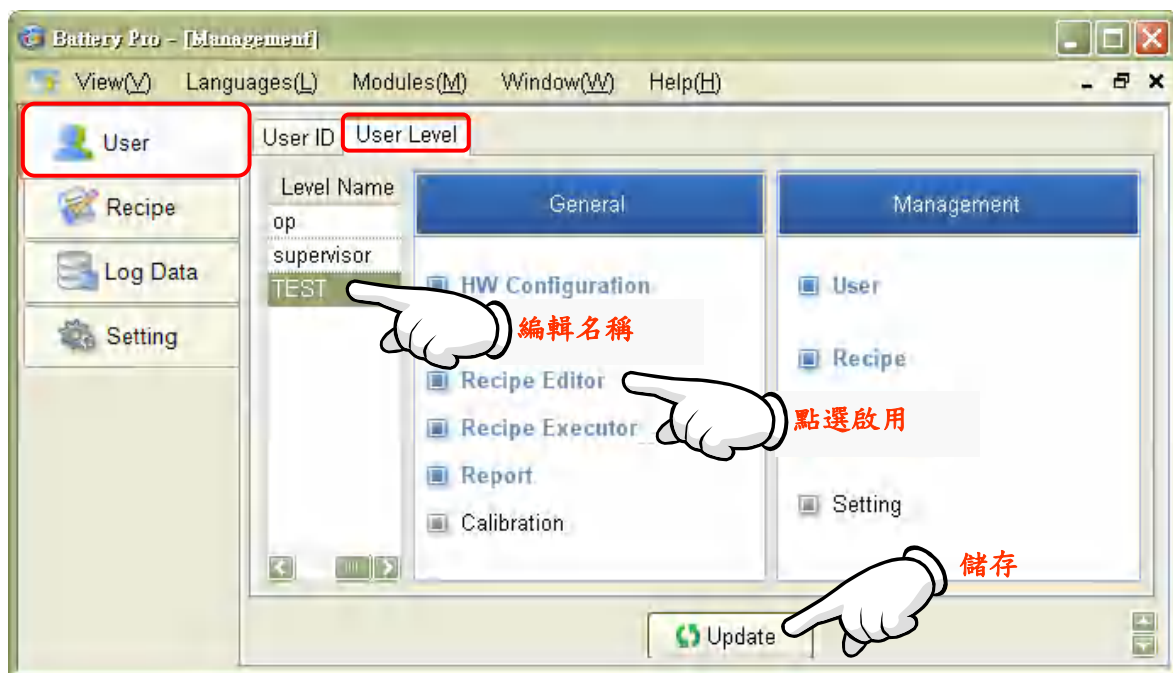 Battery Pro - [Management]
View(V) Languages(L) Modules(M) Window(W) Help(H)
User
Recipe
Log Data
Setting
User ID User Level
Level Name
op
supervisor
TEST
編輯名稱
General
HW Configuration
Recipe Editor
Recipe Executor
Report
Calibration
點選啟用
Management
User
Recipe
Setting
儲存
Update